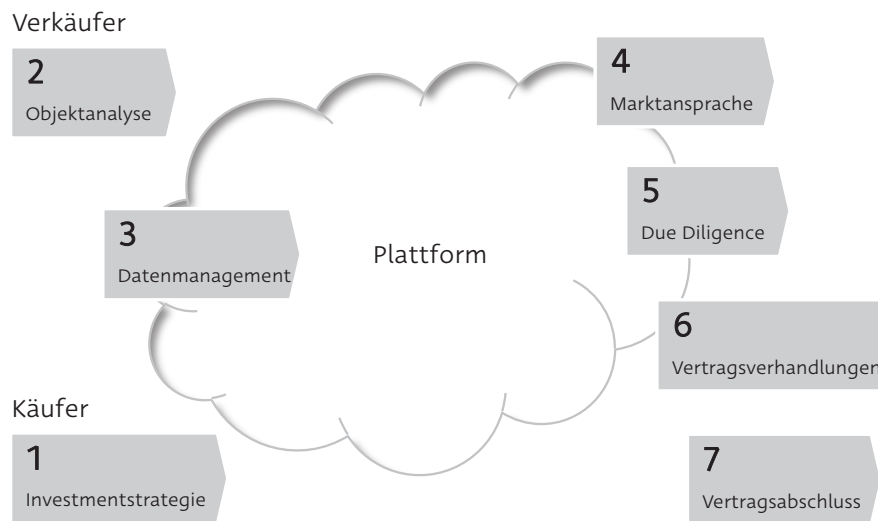 Verkäufer
2
Objektanalyse
4
Marktansprache
5
Due Diligence
3
Datenmanagement
Plattform
6
Vertragsverhandlungen
Käufer
1
Investmentstrategie
7
Vertragsabschluss